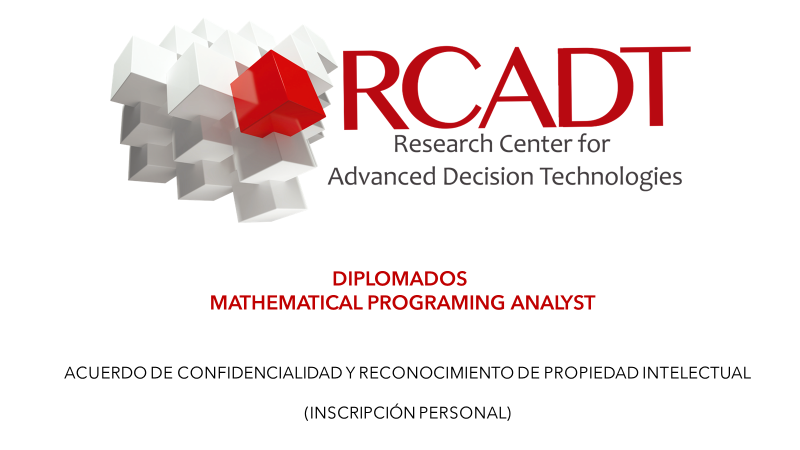 RCADT
Research Center for
Advanced Decision Technologies
DIPLOMADOS
MATHEMATICAL PROGRAMING ANALYST
ACUERDO DE CONFIDENCIALIDAD Y RECONOCIMIENTO DE PROPIEDAD INTELECTUAL
(INSCRIPCIÓN PERSONAL)